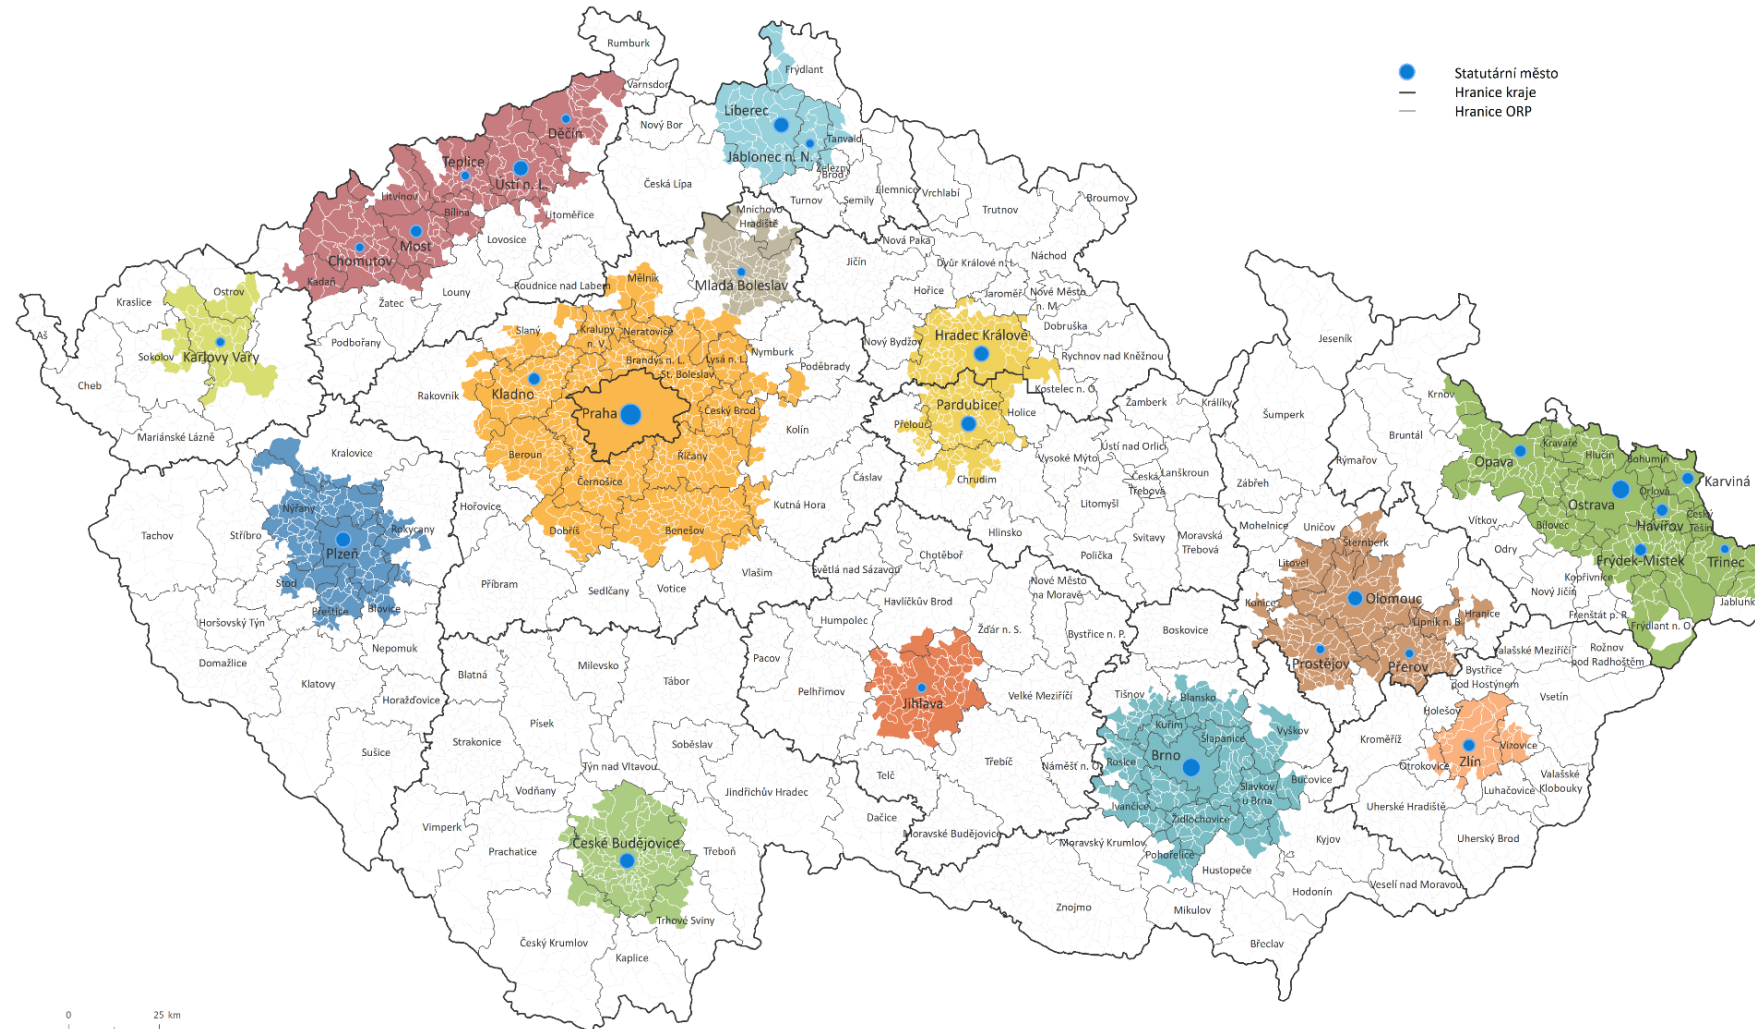 Statutární město
Hranice kraje
Hranice ORP
Rumburk
Varnsdorf
Frýdlant
Děčín
Nový Bor
Liberec
Tanvald
Jablonec n. N.
Železný
Brod
Teplice
Ústí n. L.
Litvínov
Bílina
Česká Lípa
Turnov
Semily
Jilemnice
Vrchlabí
Trutnov
Broumov
Litoměřice
Lovosice
Most
Chomutov
Kadaň
Mnichovo
Hradiště
Mladá Boleslav
Jičín
Nová Paka
Dvůr Králové n. L.
Náchod
Hořice
Jaroměř
Nové Město
n. M.
Dobruška
Kraslice
Ostrov
Aš
Sokolov
Karlovy Vary
Cheb
Mariánské Lázně
Žatec
Louny
Podbořany
Roudnice nad Labem
Mělník
Slaný
Kralupy
n. V.
Neratovice
Brandýs n. L.
St. Boleslav
Lysá n. L.
Nymburk
Poděbrady
Rakovník
Kladno
Praha
Český Brod
Kolín
Beroun
Říčany
Černošice
Dobříš
Benešov
Kutná Hora
Čáslav
Hořovice
Nový Bydžov
Hradec Králové
Rychnov nad Kněžnou
Kostelec n. O.
Pardubice
Přelouč
Holice
Chrudim
Vysoké Mýto
Žamberk
Králíky
Ústí nad Orlicí
Česká
Třebová
Lanškroun
Litomyšl
Svitavy
Moravská
Třebová
Polička
Hlinsko
Jeseník
Šumperk
Krnov
Bruntál
Rýmařov
Zábřeh
Mohelnice
Uničov
Šternberk
Litovel
Konice
Olomouc
Prostějov
Přerov
Lipník n. B.
Hranice
Vítkov
Odry
Opava
Kravaře
Hlučín
Bohumín
Karviná
Orlová
Ostrava
Havířov
Český
Těšín
Bílovec
Frýdek-Místek
Třinec
Kopřivnice
Nový Jičín
Frenštát p. R.
Frýdlant n. O.
Jablunk
Valašské Meziříčí
Rožnov
pod Radhoštěm
Bystřice
pod Hostýnem
Vsetín
Holešov
Kroměříž
Zlín
Vizovice
Otrokovice
Luhačovice
Valašské
Klobouky
Uherské Hradiště
Uherský Brod
Kralovice
Tachov
Stříbro
Nýřany
Rokycany
Plzeň
Stod
Přeštice
Blovice
Horšovský Týn
Domažlice
Nepomuk
Klatovy
Horažďovice
Sušice
Příbram
Sedlčany
Votice
Vlašim
Blatná
Milevsko
Tábor
Písek
Strakonice
Soběslav
Týn nad Vltavou
Vodňany
Vimperk
Prachatice
České Budějovice
Třeboň
Jindřichův Hradec
Trhové Sviny
Český Krumlov
Kaplice
Dačice
Světlá nad Sázavou
Chotěboř
Havlíčkův Brod
Nové Město
na Moravě
Humpolec
Žďár n. S.
Bystřice n. P.
Pacov
Pelhřimov
Jihlava
Velké Meziříčí
Třebíč
Telč
Náměšť n. O.
Moravské Budějovice
Boskovice
Tišnov
Blansko
Kuřim
Šlapanice
Vyškov
Brno
Rosice
Bučovice
Slavkov
u Brna
Ivančice
Židlochovice
Moravský Krumlov
Pohořelice
Hustopeče
Kyjov
Hodonín
Veselí nad Moravou
Znojmo
Mikulov
Břeclav
0
25 km